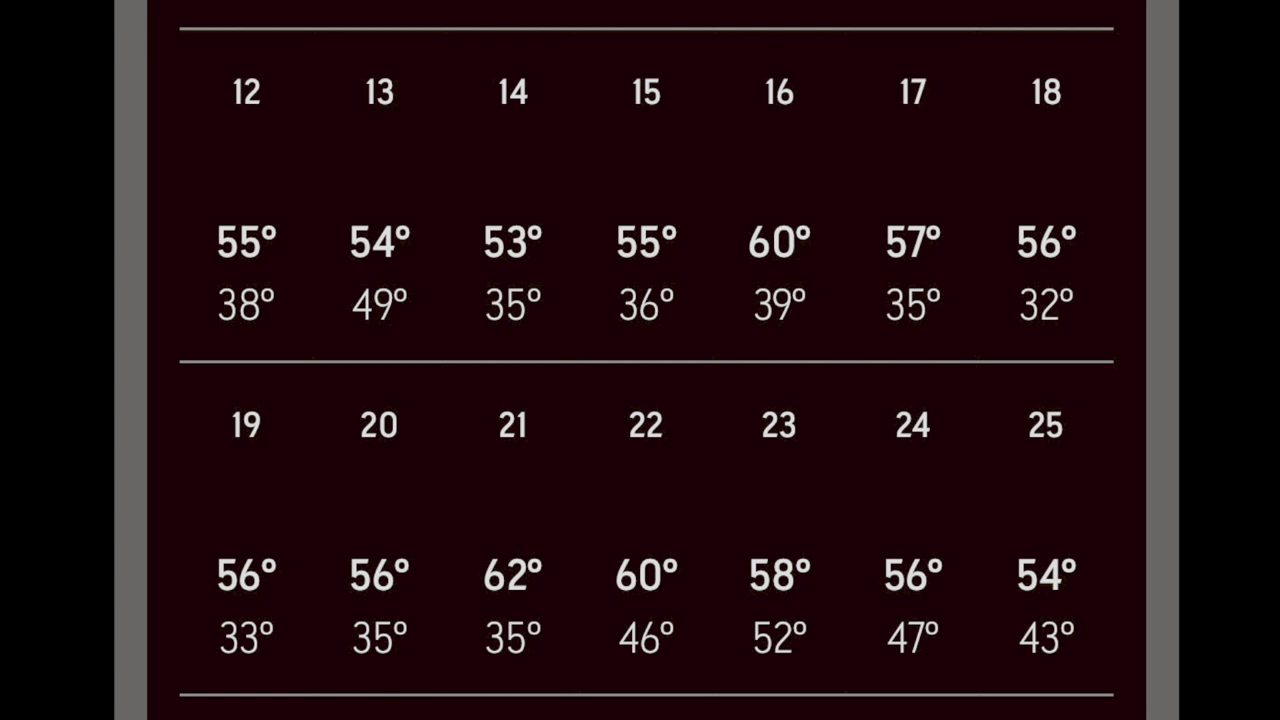 12 13 14 15 16 17 18
55° 54° 53° 55° 60° 57° 56°
38° 49° 35° 36° 39° 35° 32°
19 20 21 22 23 24 25
56° 56° 62° 60° 58° 56° 54°
33° 35° 35° 46° 52° 47° 43°